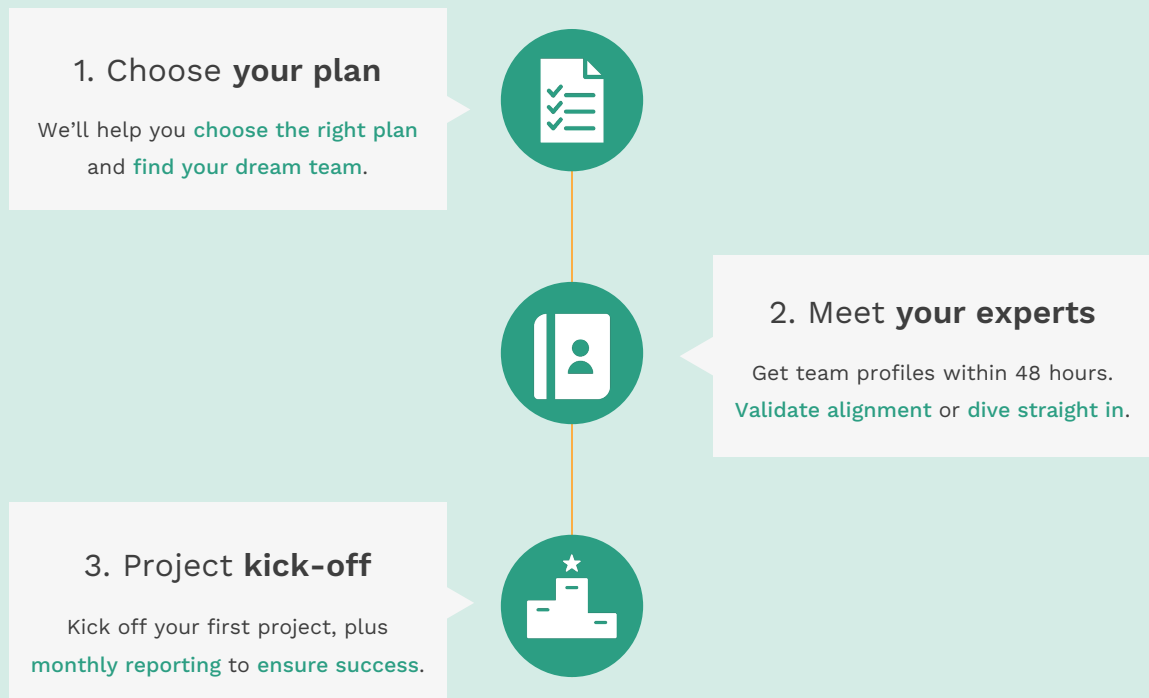 1. Choose your plan
We’ll help you choose the right plan
and find your dream team.
2. Meet your experts
Get team profiles within 48 hours.
Validate alignment or dive straight in.
3. Project kick-off
Kick off your first project, plus
monthly reporting to ensure success.